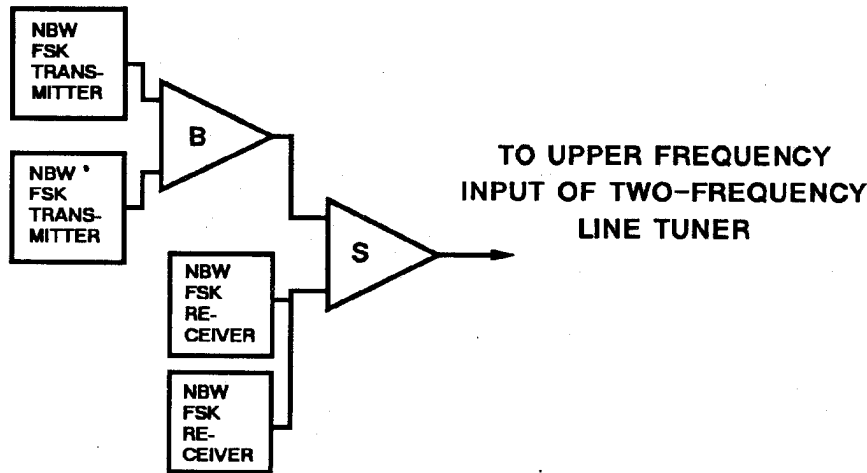 NBW
FSK
TRANS-
MITTER
B
NBW
FSK
TRANS-
MITTER
TO UPPER FREQUENCY
INPUT OF TWO-FREQUENCY
LINE TUNER
S
NBW
FSK
RE-
CEIVER
NBW
FSK
RE-
CEIVER